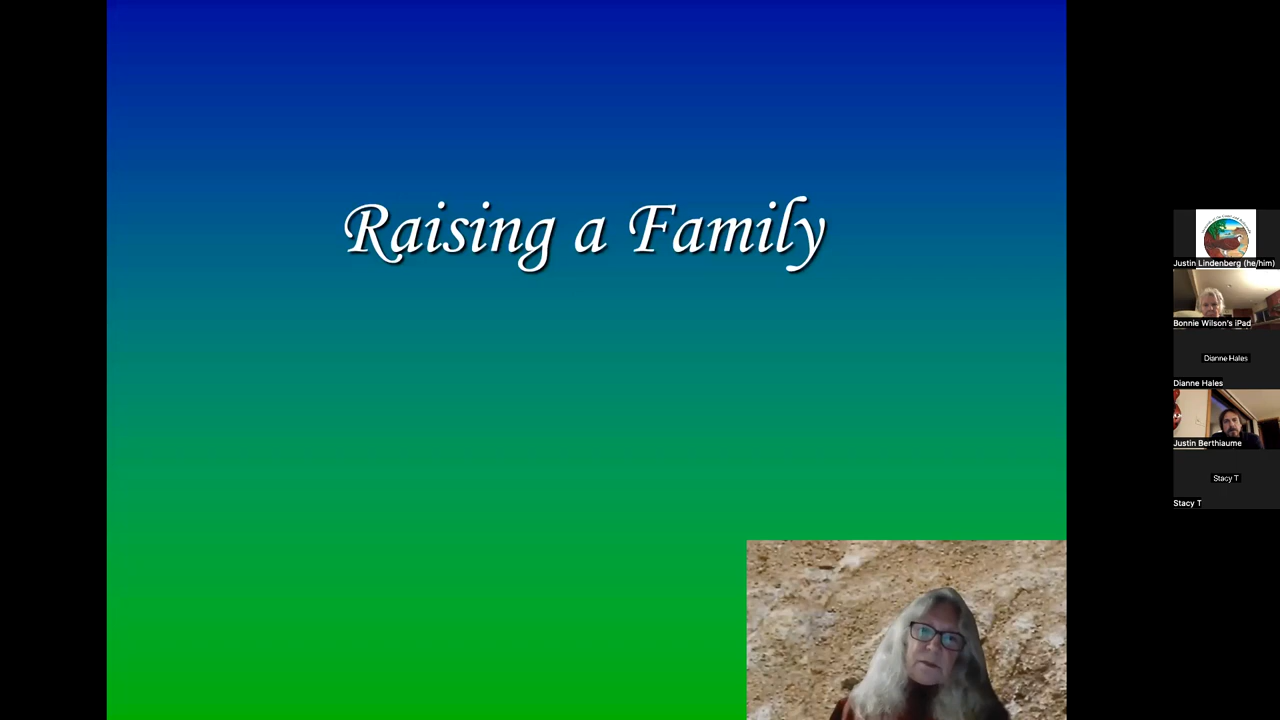 Raising a Family
Justin Lindenberg (he/him)
Bonnie Wilson's iPad
Dianne Hales
Dianne Hales
Justin Berthiaume
Stacy T
Stacy T